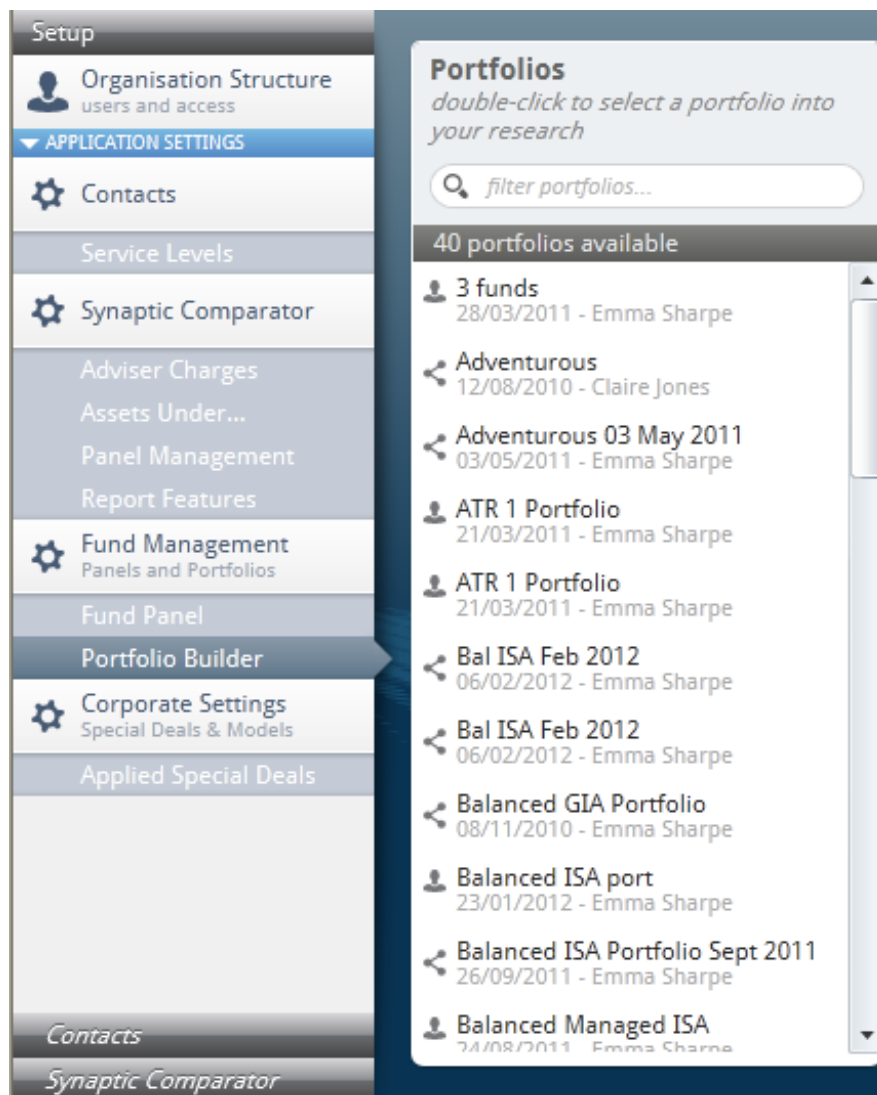 Setup
Organisation Structure
users and access
APPLICATION SETTINGS
Contacts
Service Levels
Synaptic Comparator
Adviser Charges
Assets Under...
Panel Management
Report Features
Fund Management
Panels and Portfolios
Fund Panel
Portfolio Builder
Corporate Settings
Special Deals & Models
Applied Special Deals
Contacts
Synaptic Comparator
Portfolios
double-click to select a portfolio into
your research
filter portfolios...
40 portfolios available
3 funds
28/03/2011 - Emma Sharpe
Adventurous
12/08/2010 - Claire Jones
Adventurous 03 May 2011
03/05/2011 - Emma Sharpe
ATR 1 Portfolio
21/03/2011 - Emma Sharpe
ATR 1 Portfolio
21/03/2011 - Emma Sharpe
Bal ISA Feb 2012
06/02/2012 - Emma Sharpe
Bal ISA Feb 2012
06/02/2012 - Emma Sharpe
Balanced GIA Portfolio
08/11/2010 - Emma Sharpe
Balanced ISA port
23/01/2012 - Emma Sharpe
Balanced ISA Portfolio Sept 2011
26/09/2011 - Emma Sharpe
Balanced Managed ISA
24/08/2011 - Emma Sharpe